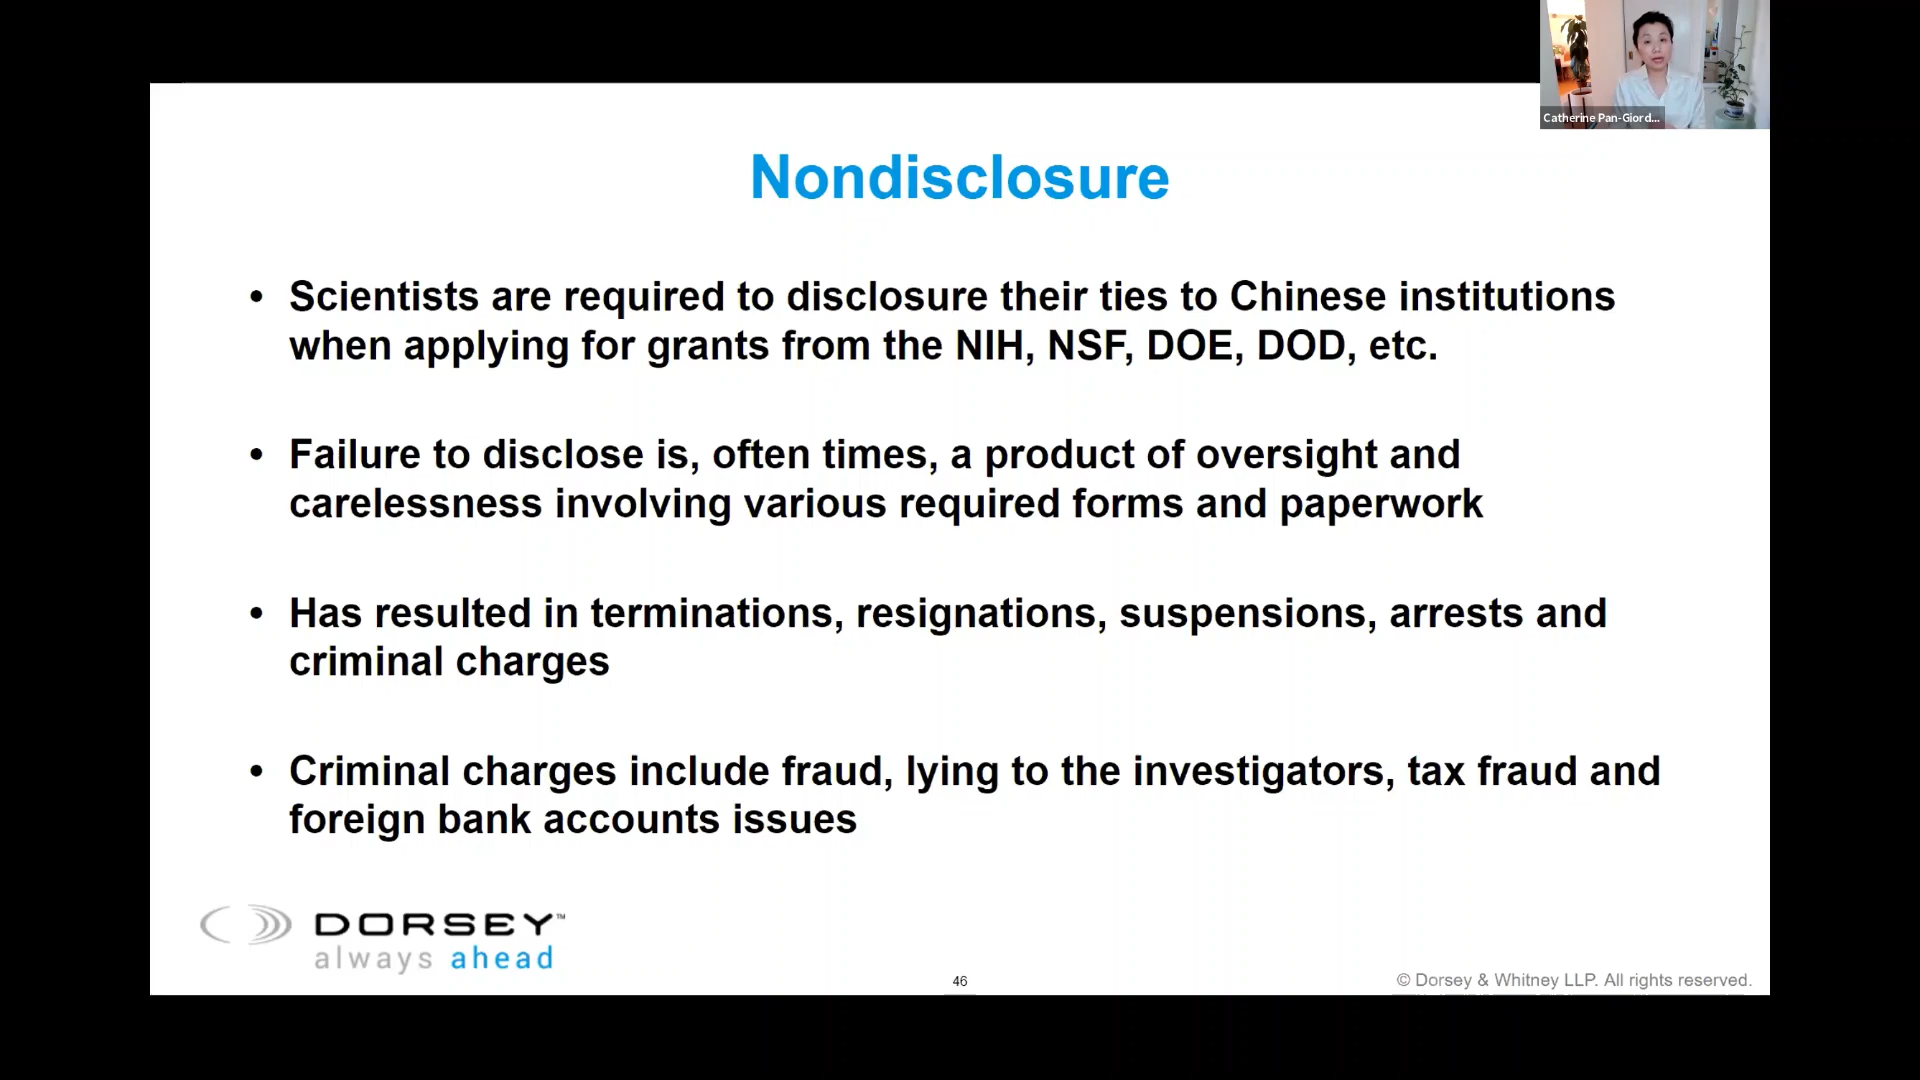 Catherine Pan-Giord...
Nondisclosure
• Scientists are required to disclosure their ties to Chinese institutions
when applying for grants from the NIH, NSF, DOE, DOD, etc.
• Failure to disclose is, often times, a product of oversight and
carelessness involving various required forms and paperwork
• Has resulted in terminations, resignations, suspensions, arrests and
criminal charges
• Criminal charges include fraud, lying to the investigators, tax fraud and
foreign bank accounts issues
DORSEY™
always ahead
46
© Dorsey & Whitney LLP. All rights reserved.